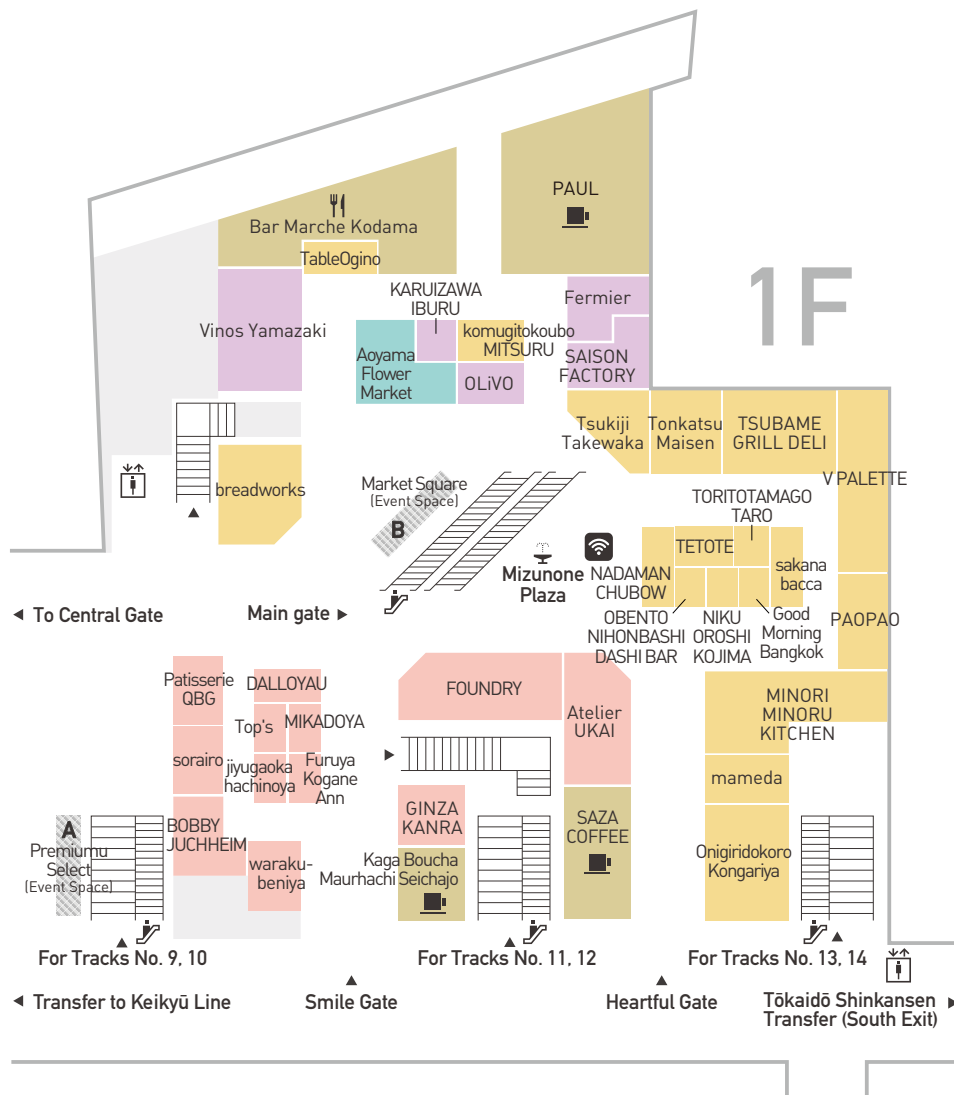 PAUL
Bar Marche Kodama
TableOgino
1F
KARUIZAWA
IBURU
Fermier
Vinos Yamazaki
komugitokoubo
MITSURU
Aoyama
Flower
Market
OLiVO
SAISON
FACTORY
Tsukiji
Takewaka
Tonkatsu
Maisen
TSUBAME
GRILL DELI
V PALETTE
breadworks
Market Square
(Event Space)
B
TORITOTAMAGO
TARO
TETOTE
Mizunone
Plaza
NADAMAN
CHUBOW
sakana
bacca
To Central Gate
Main gate
OBENTO
NIHONBASHI
DASHI BAR
NIKU
OROSHI
KOJIMA
Good
Morning
Bangkok
PAOPAO
Patisserie
QBG
DALLOYAU
FOUNDRY
Atelier
UKAI
MINORI
MINORU
KITCHEN
Top's
MIKADOYA
sorairo
jiyugaoka
hachinoya
Furuya
Kogane
Ann
mameda
A
Premiumu
Select
(Event Space)
BOBBY
JUCHHEIM
GINZA
KANRA
SAZA
COFFEE
waraku-
beniya
Kaga Boucha
Maurhachi Seichajo
Onigiridokoro
Kongariya
For Tracks No. 9, 10
For Tracks No. 11, 12
For Tracks No. 13, 14
Transfer to Keikyū Line
Smile Gate
Heartful Gate
Tōkaidō Shinkansen
Transfer (South Exit)